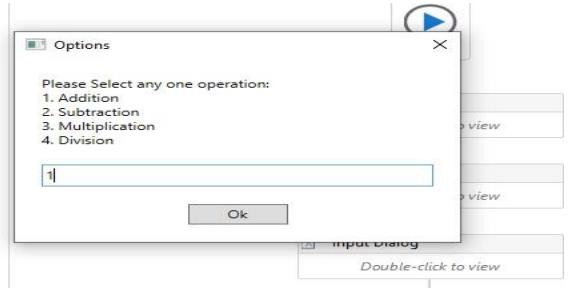 Options
Please Select any one operation:
1. Addition
2. Subtraction
3. Multiplication
4. Division
1
Ok
view
view
Input Dialog
Double-click to view